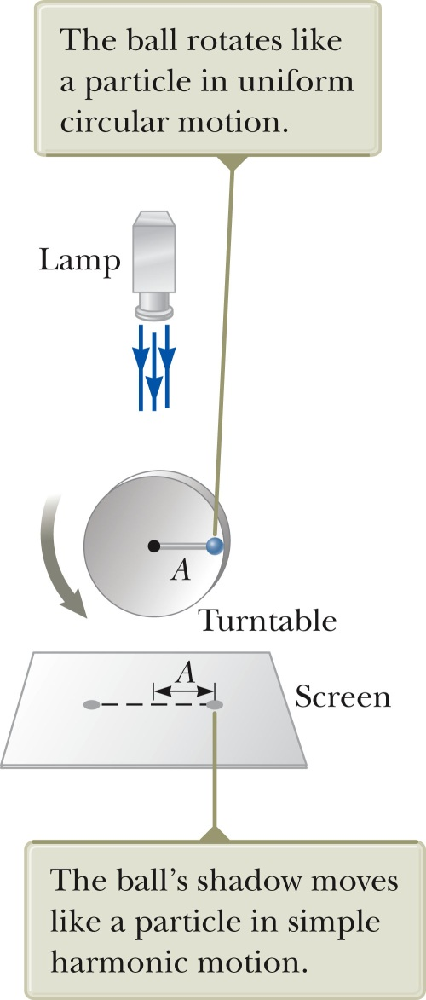 The ball rotates like
a particle in uniform
circular motion.
Lamp
A
Turntable
A
Screen
The ball’s shadow moves
like a particle in simple
harmonic motion.